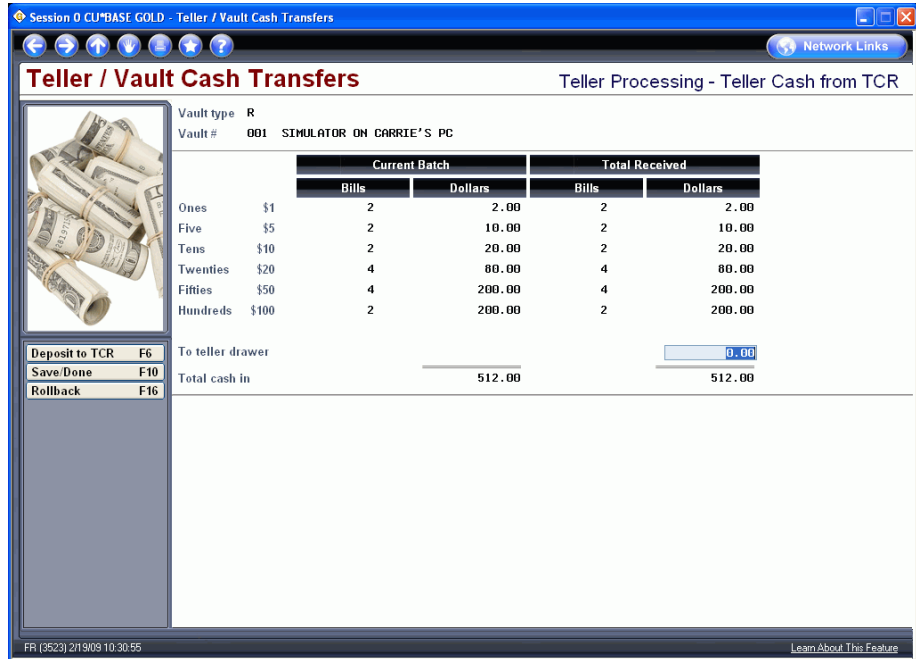 Session 0 CU*BASE GOLD - Teller / Vault Cash Transfers
Network Links
Teller / Vault Cash Transfers
Teller Processing - Teller Cash from TCR
Vault type R
Vault # 001 SIMULATOR ON CARRIE'S PC
Current Batch Total Received
Bills Dollars Bills Dollars
Ones $1 2 2.00 2 2.00
Five $5 2 10.00 2 10.00
Tens $10 2 20.00 2 20.00
Twenties $20 4 80.00 4 80.00
Fifties $50 4 200.00 4 200.00
Hundreds $100 2 200.00 2 200.00
To teller drawer 0.00
Total cash in 512.00 512.00
Deposit to TCR F6
Save/Done F10
Rollback F16
FR (3523) 2/19/09 10:30:55
Learn About This Feature